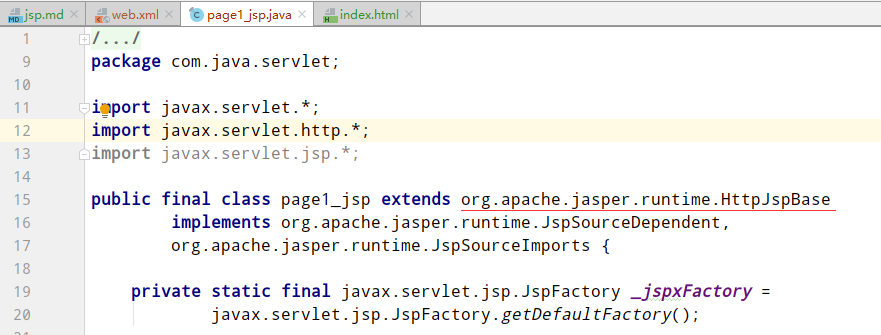 jsp.md web.xml page1_jsp.java index.html
1 /.../
9 package com.java.servlet;
10
11 import javax.servlet.*;
12 import javax.servlet.http.*;
13 import javax.servlet.jsp.*;
14
15 public final class page1_jsp extends org.apache.jasper.runtime.HttpJspBase
16 implements org.apache.jasper.runtime.JspSourceDependent,
17 org.apache.jasper.runtime.JspSourceImports {
18
19 private static final javax.servlet.jsp.JspFactory _jspxFactory =
20 javax.servlet.jsp.JspFactory.getDefaultFactory();